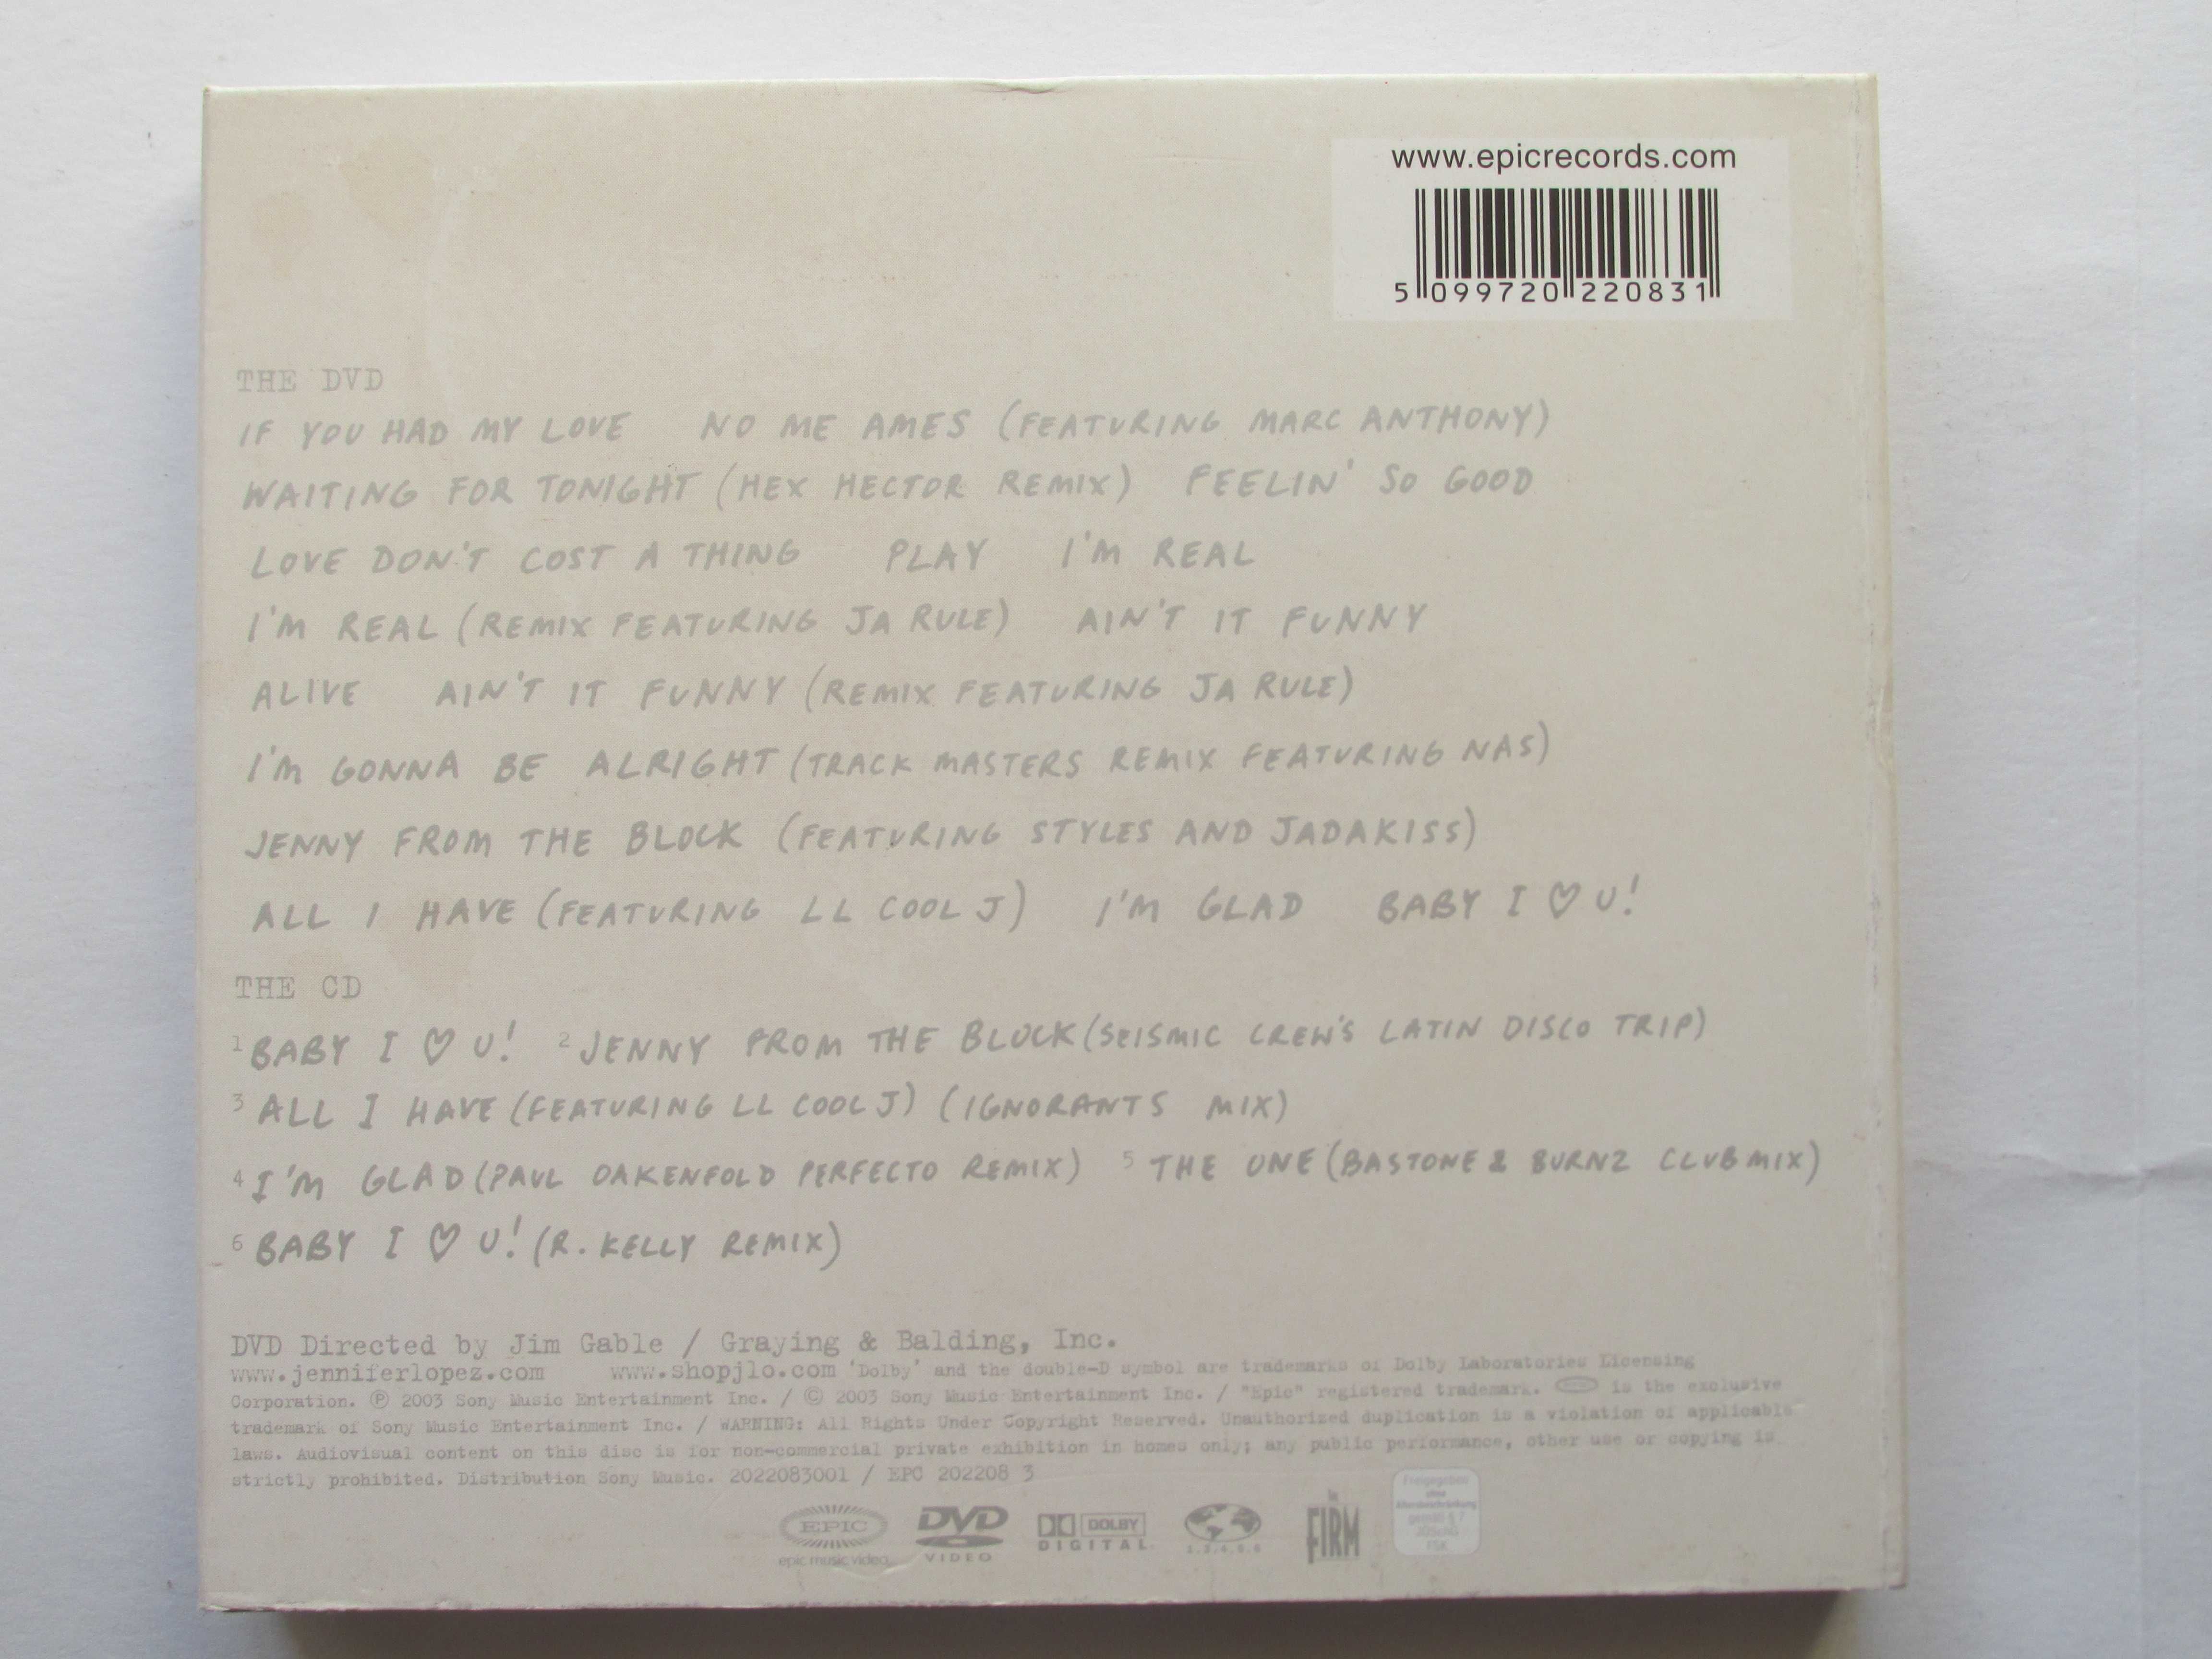 www.epicrecords.com
5 099720 220831
THE DVD
IF YOU HAD MY LOVE NO ME AMES (FEATURING MARC ANTHONY)
WAITING FOR TONIGHT (HEX HECTOR REMIX) FEELIN' SO GOOD
LOVE DON'T COST A THING PLAY I'M REAL
I'M REAL (REMIX FEATURING JA RULE) AIN'T IT FUNNY
ALIVE AIN'T IT FUNNY (REMIX FEATURING JA RULE)
I'M GONNA BE ALRIGHT (TRACK MASTERS REMIX FEATURING NAS)
JENNY FROM THE BLOCK (FEATURING STYLES AND JADAKISS)
ALL I HAVE (FEATURING LL COOL J) I'M GLAD BABY I ♡ U!
THE CD
1 BABY I ♡ U! 2 JENNY FROM THE BLOCK (SEISMIC CREW'S LATIN DISCO TRIP)
3 ALL I HAVE (FEATURING LL COOL J) (IGNORANTS MIX)
4 I'M GLAD (PAUL OAKENFOLD PERFECTO REMIX) 5 THE ONE (BASTONE & BURNZ CLUB MIX)
6 BABY I ♡ U! (R. KELLY REMIX)
DVD Directed by Jim Gable / Graying & Balding, Inc.
www.jenniferlopez.com www.shopjlo.com 'Dolby' and the double-D symbol are trademarks of Dolby Laboratories Licensing
Corporation. ℗ 2003 Sony Music Entertainment Inc. / © 2003 Sony Music Entertainment Inc. / "Epic" registered trademark. is the exclusive
trademark of Sony Music Entertainment Inc. / WARNING: All Rights Under Copyright Reserved. Unauthorized duplication is a violation of applicable
laws. Audiovisual content on this disc is for non-commercial private exhibition in homes only; any public performance, other use or copying is
strictly prohibited. Distribution Sony Music. 2022083001 / EPC 202208 3
EPIC
epic music video
DVD
VIDEO
DOLBY
DIGITAL
1.2.4.5.6
FIRM
Freigegeben
ohne
Altersbeschränkung
gemäß § 7
FSK